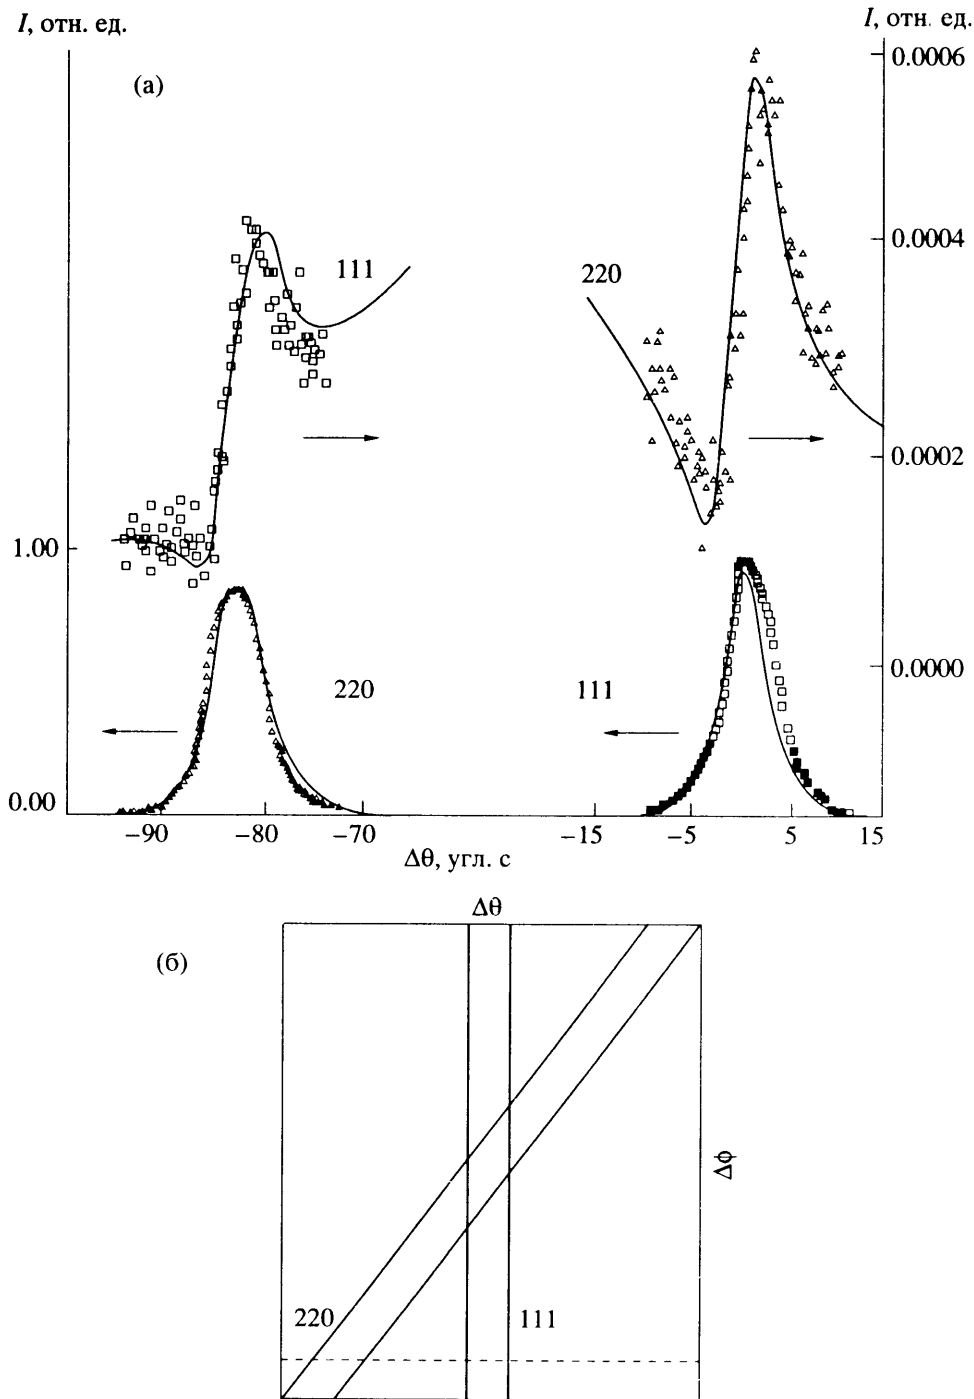 I, отн. ед.
I, отн. ед.
(а)
0.0006
111
220
0.0004
0.0002
1.00
220
111
0.0000
0.00
−90
−80
−70
−15
−5
5
15
Δθ, угл. с
Δθ
(б)
Δφ
220
111